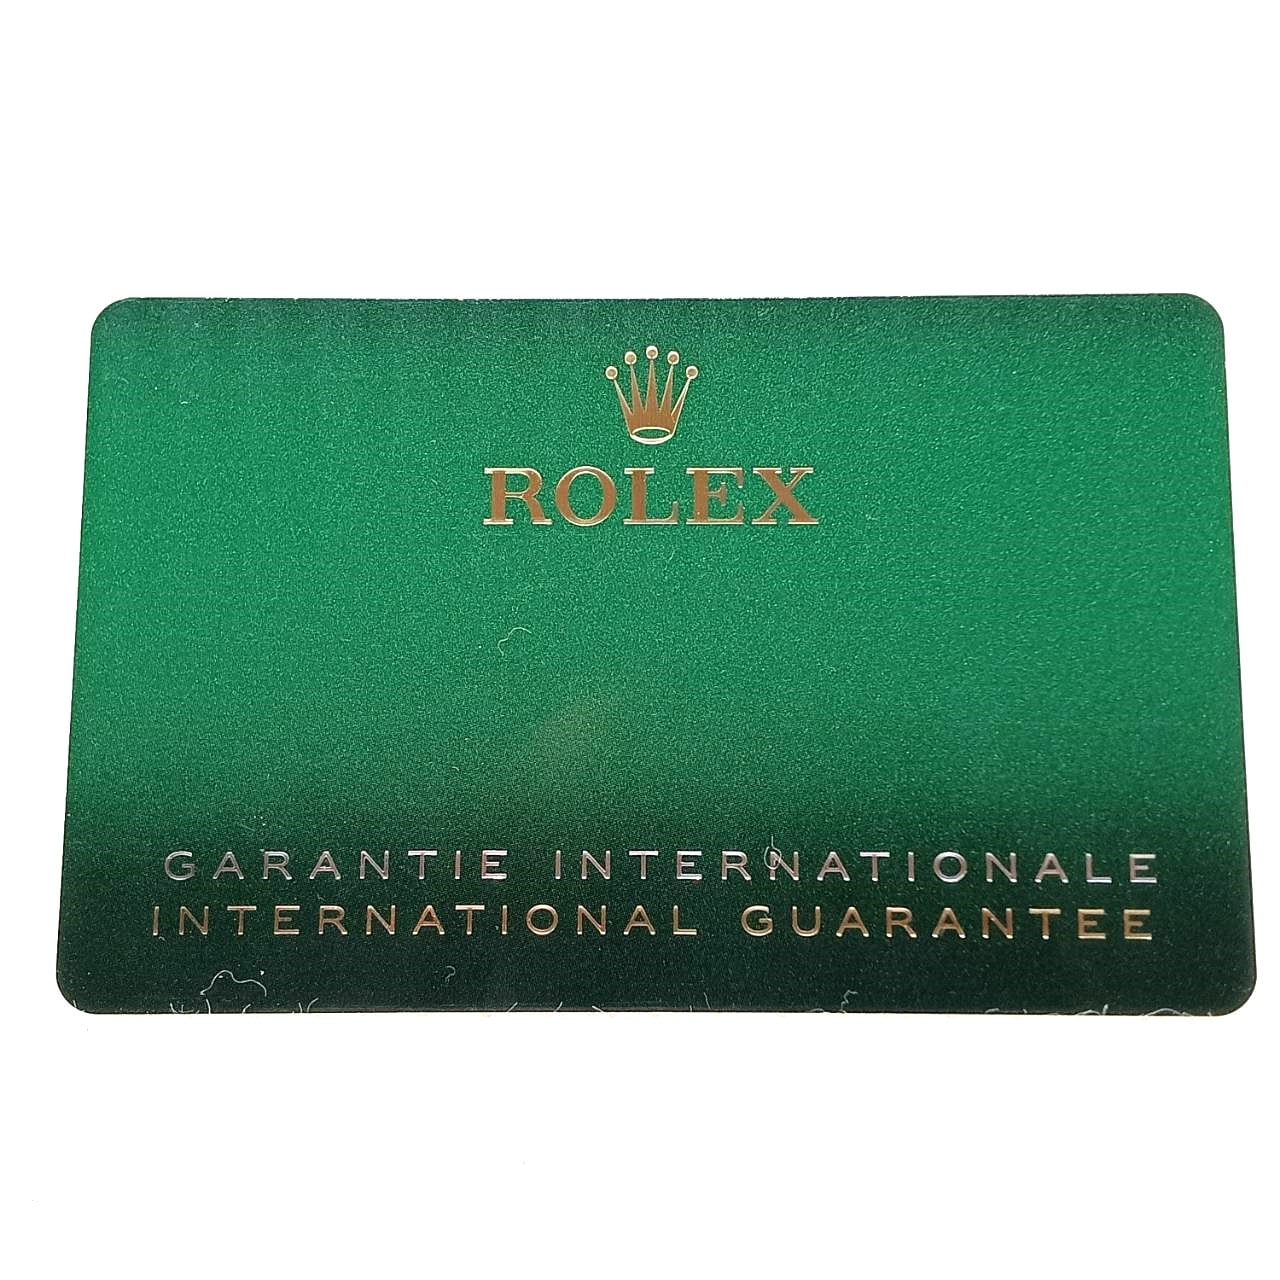 ROLEX
GARANTIE INTERNATIONALE
INTERNATIONAL GUARANTEE